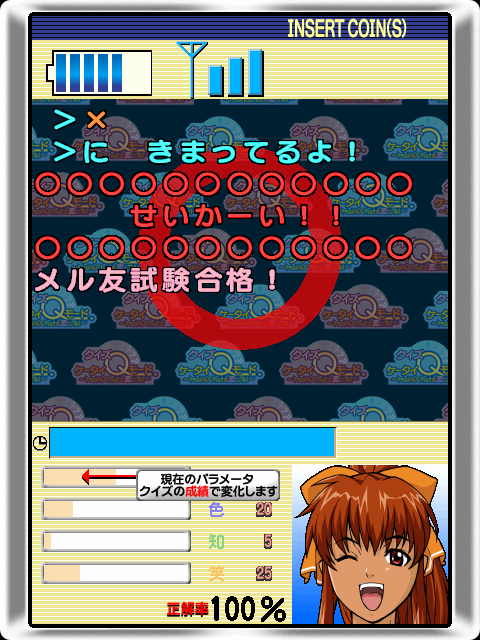 INSERT COIN(S)
>×
>に　きまってるよ！
○○○○○○○○○○○○
せいかーい！！
○○○○○○○○○○○○
メル友試験合格！
現在のパラメータ
クイズの成績で変化します
色 20
知 5
笑 25
正解率100%